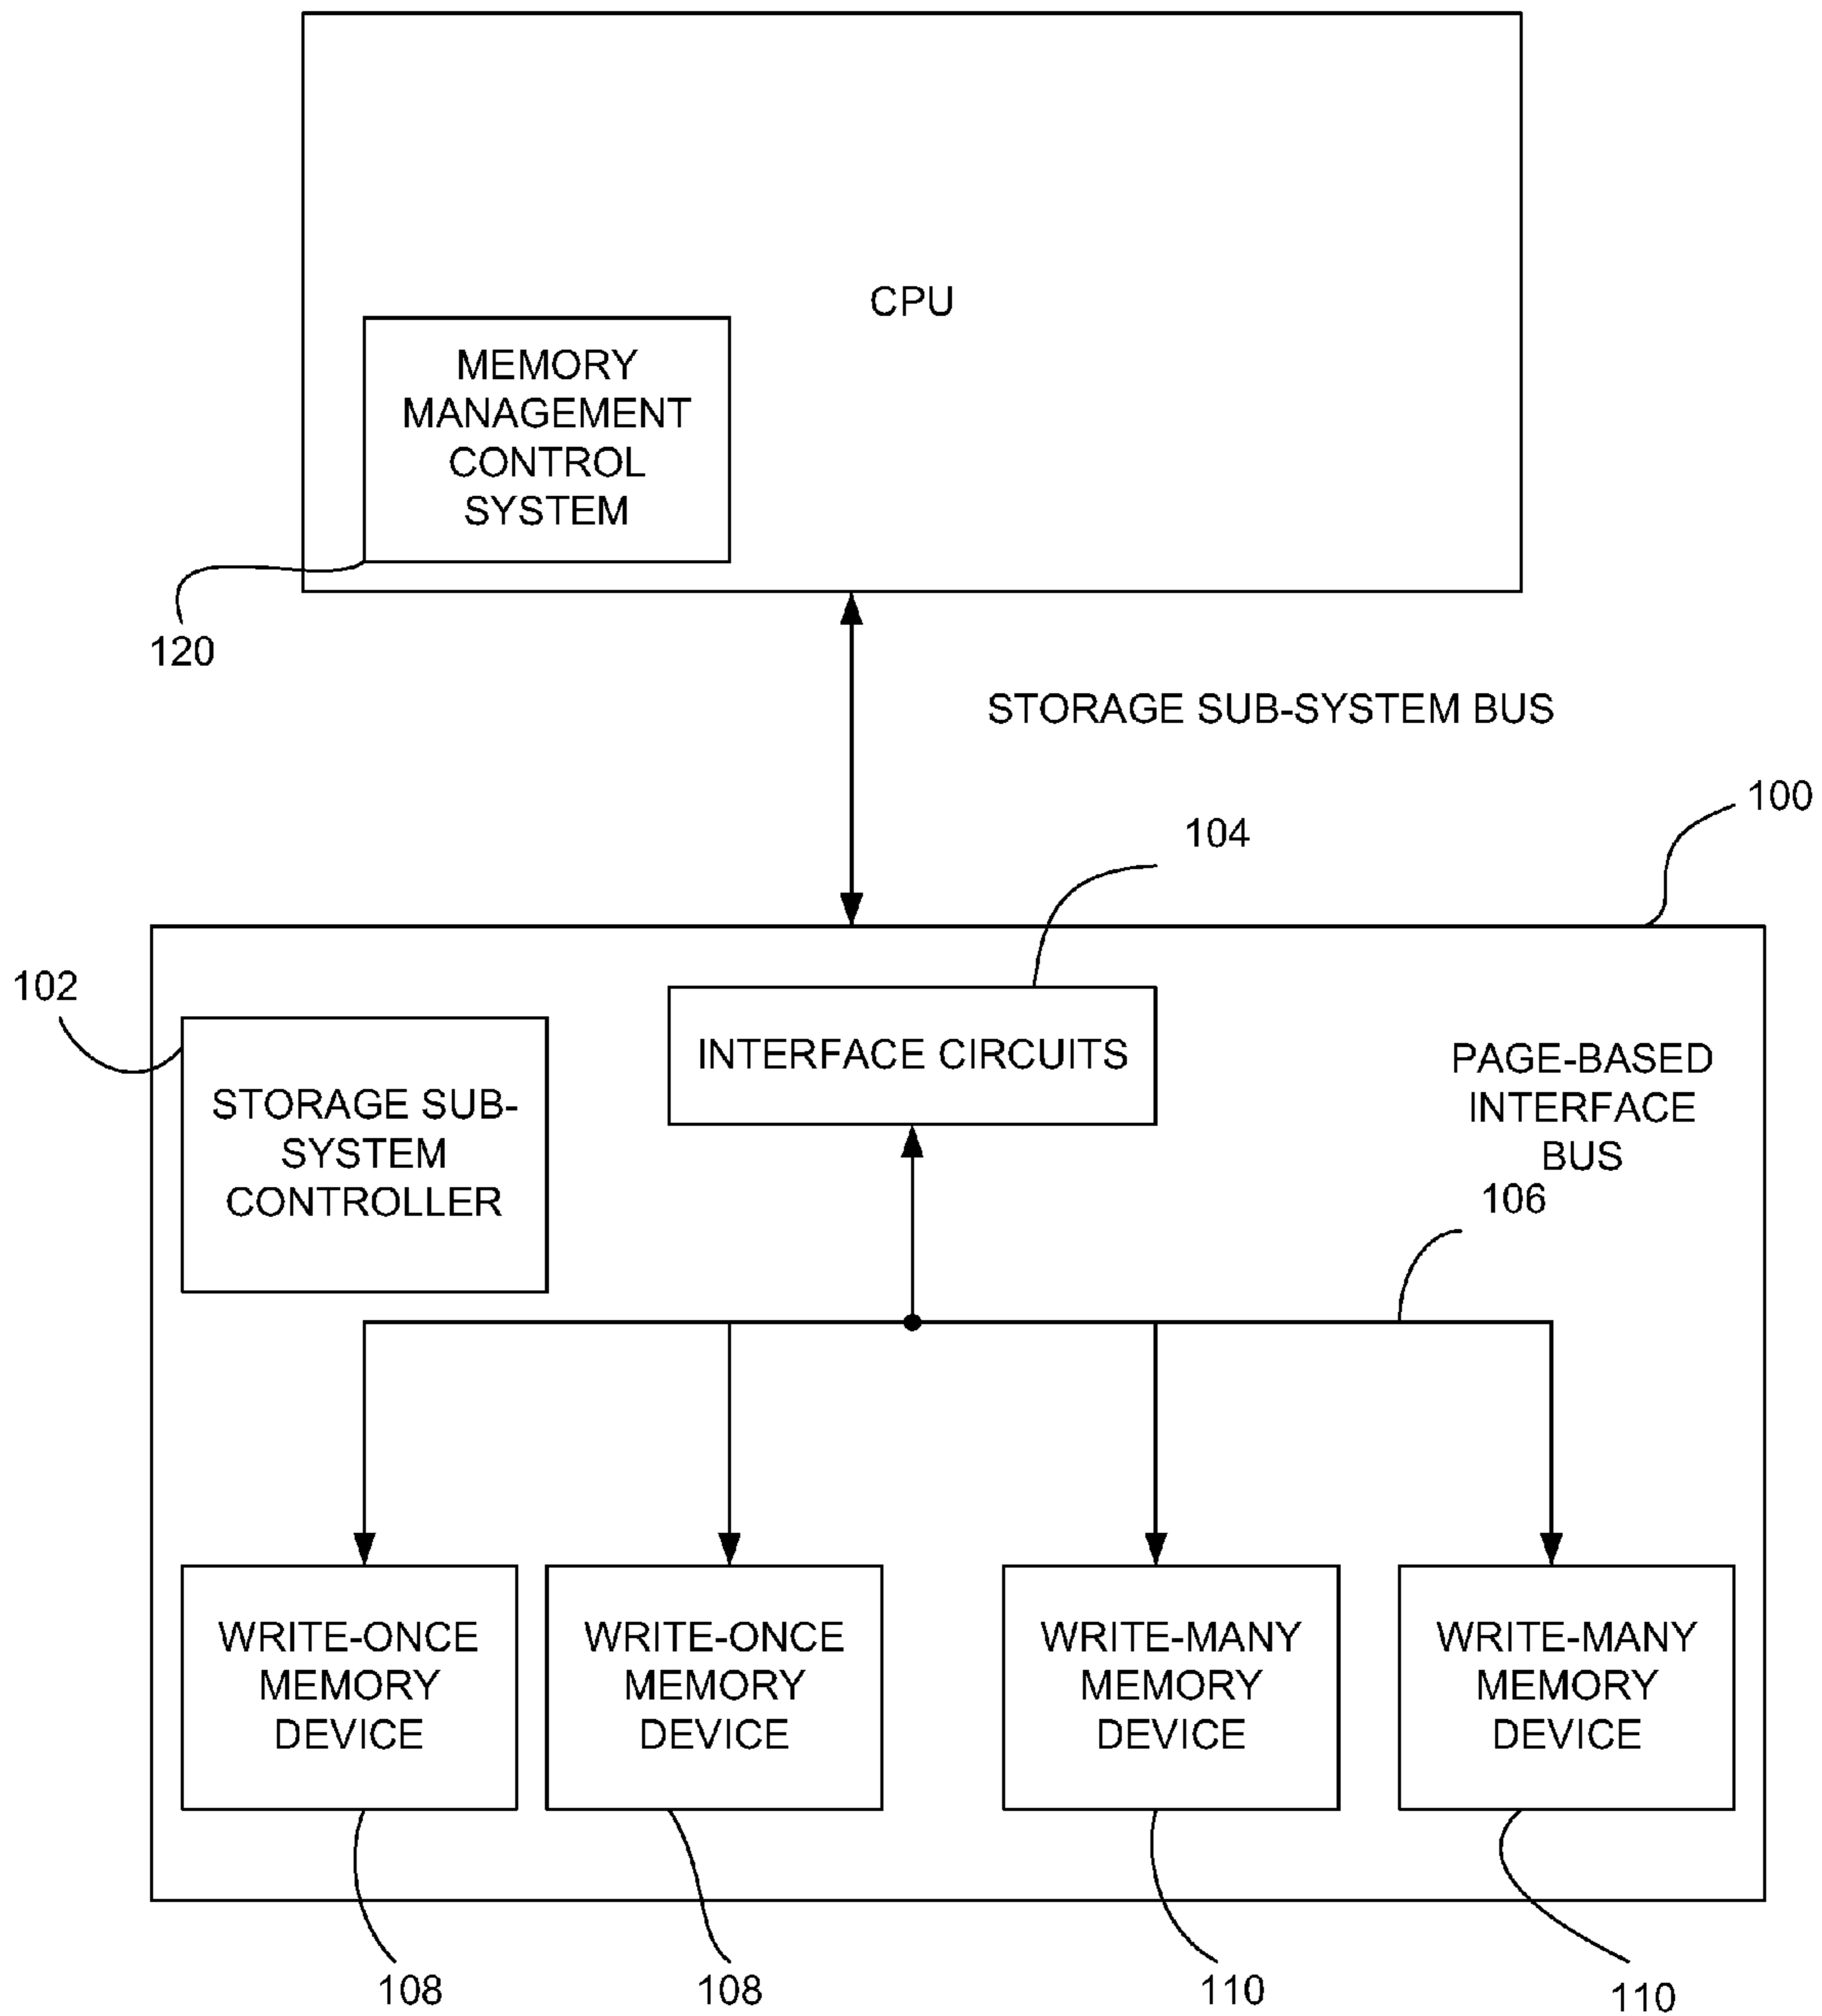 CPU
MEMORY
MANAGEMENT
CONTROL
SYSTEM
120
STORAGE SUB-SYSTEM BUS
100
104
102
INTERFACE CIRCUITS
PAGE-BASED
INTERFACE
BUS
STORAGE SUB-
SYSTEM
CONTROLLER
106
WRITE-ONCE
MEMORY
DEVICE
WRITE-ONCE
MEMORY
DEVICE
WRITE-MANY
MEMORY
DEVICE
WRITE-MANY
MEMORY
DEVICE
108
108
110
110